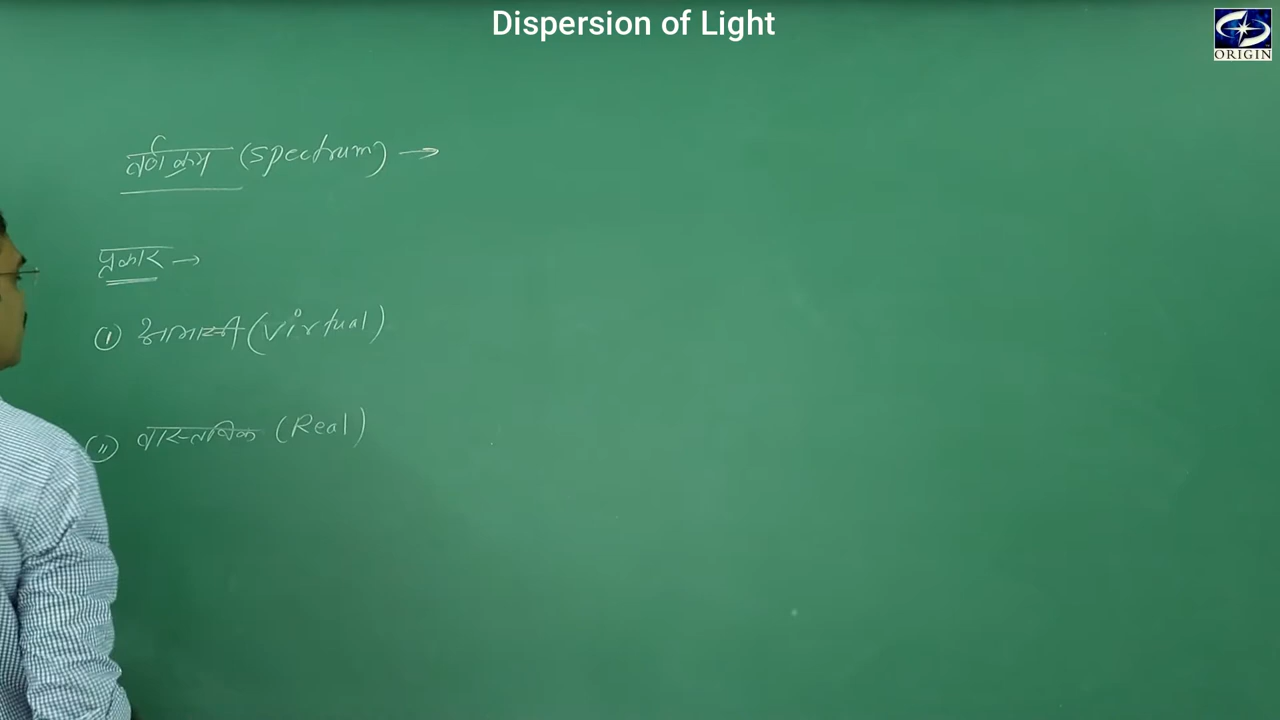 Dispersion of Light
ORIGIN
वर्णक्रम (spectrum) →
प्रकार →
(i) आभासी (Virtual)
(ii) वास्तविक (Real)